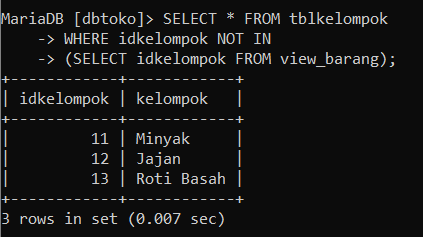 MariaDB [dbtoko]> SELECT * FROM tblkelompok
    -> WHERE idkelompok NOT IN
    -> (SELECT idkelompok FROM view_barang);
+------------+------------+
| idkelompok | kelompok   |
+------------+------------+
|         11 | Minyak     |
|         12 | Jajan      |
|         13 | Roti Basah |
+------------+------------+
3 rows in set (0.007 sec)